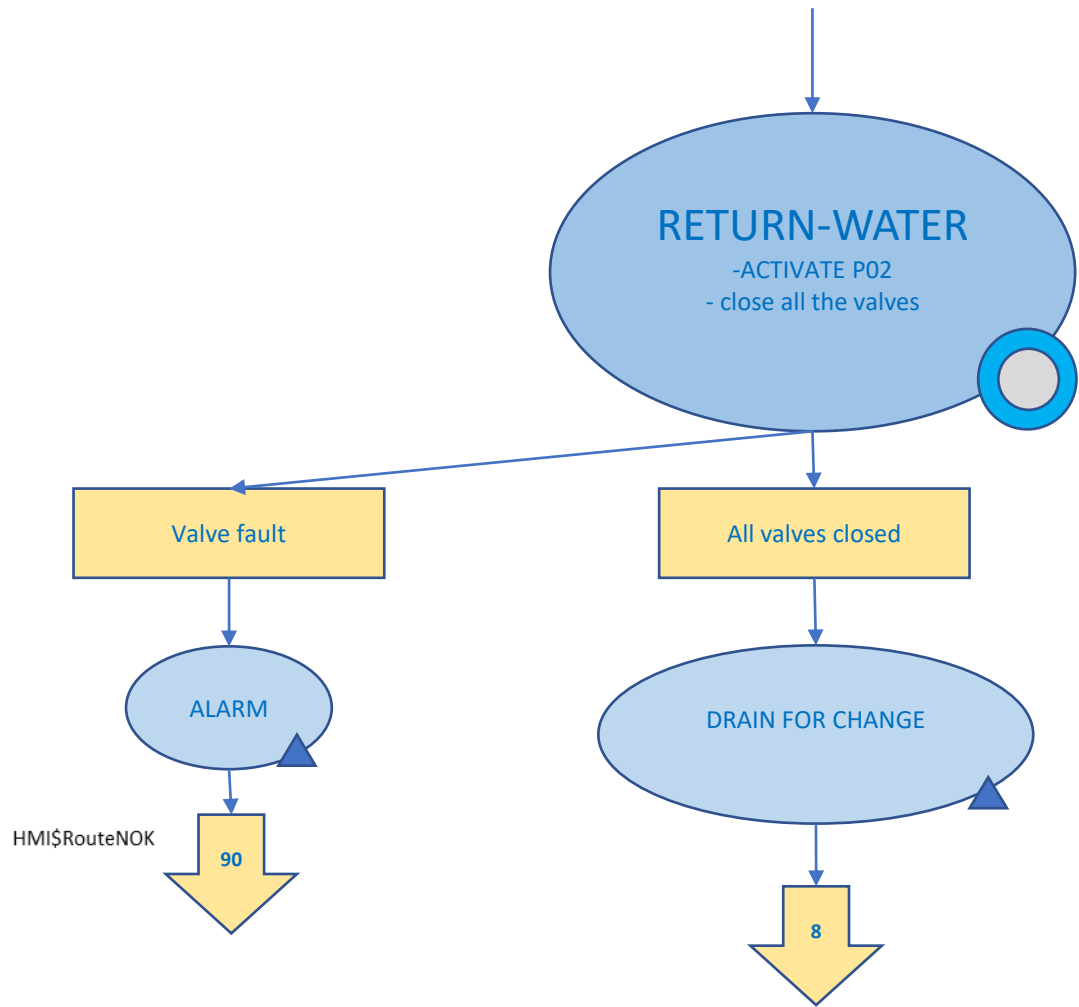 RETURN-WATER
-ACTIVATE P02
- close all the valves
Valve fault
All valves closed
ALARM
DRAIN FOR CHANGE
HMI$RouteNOK
90
8